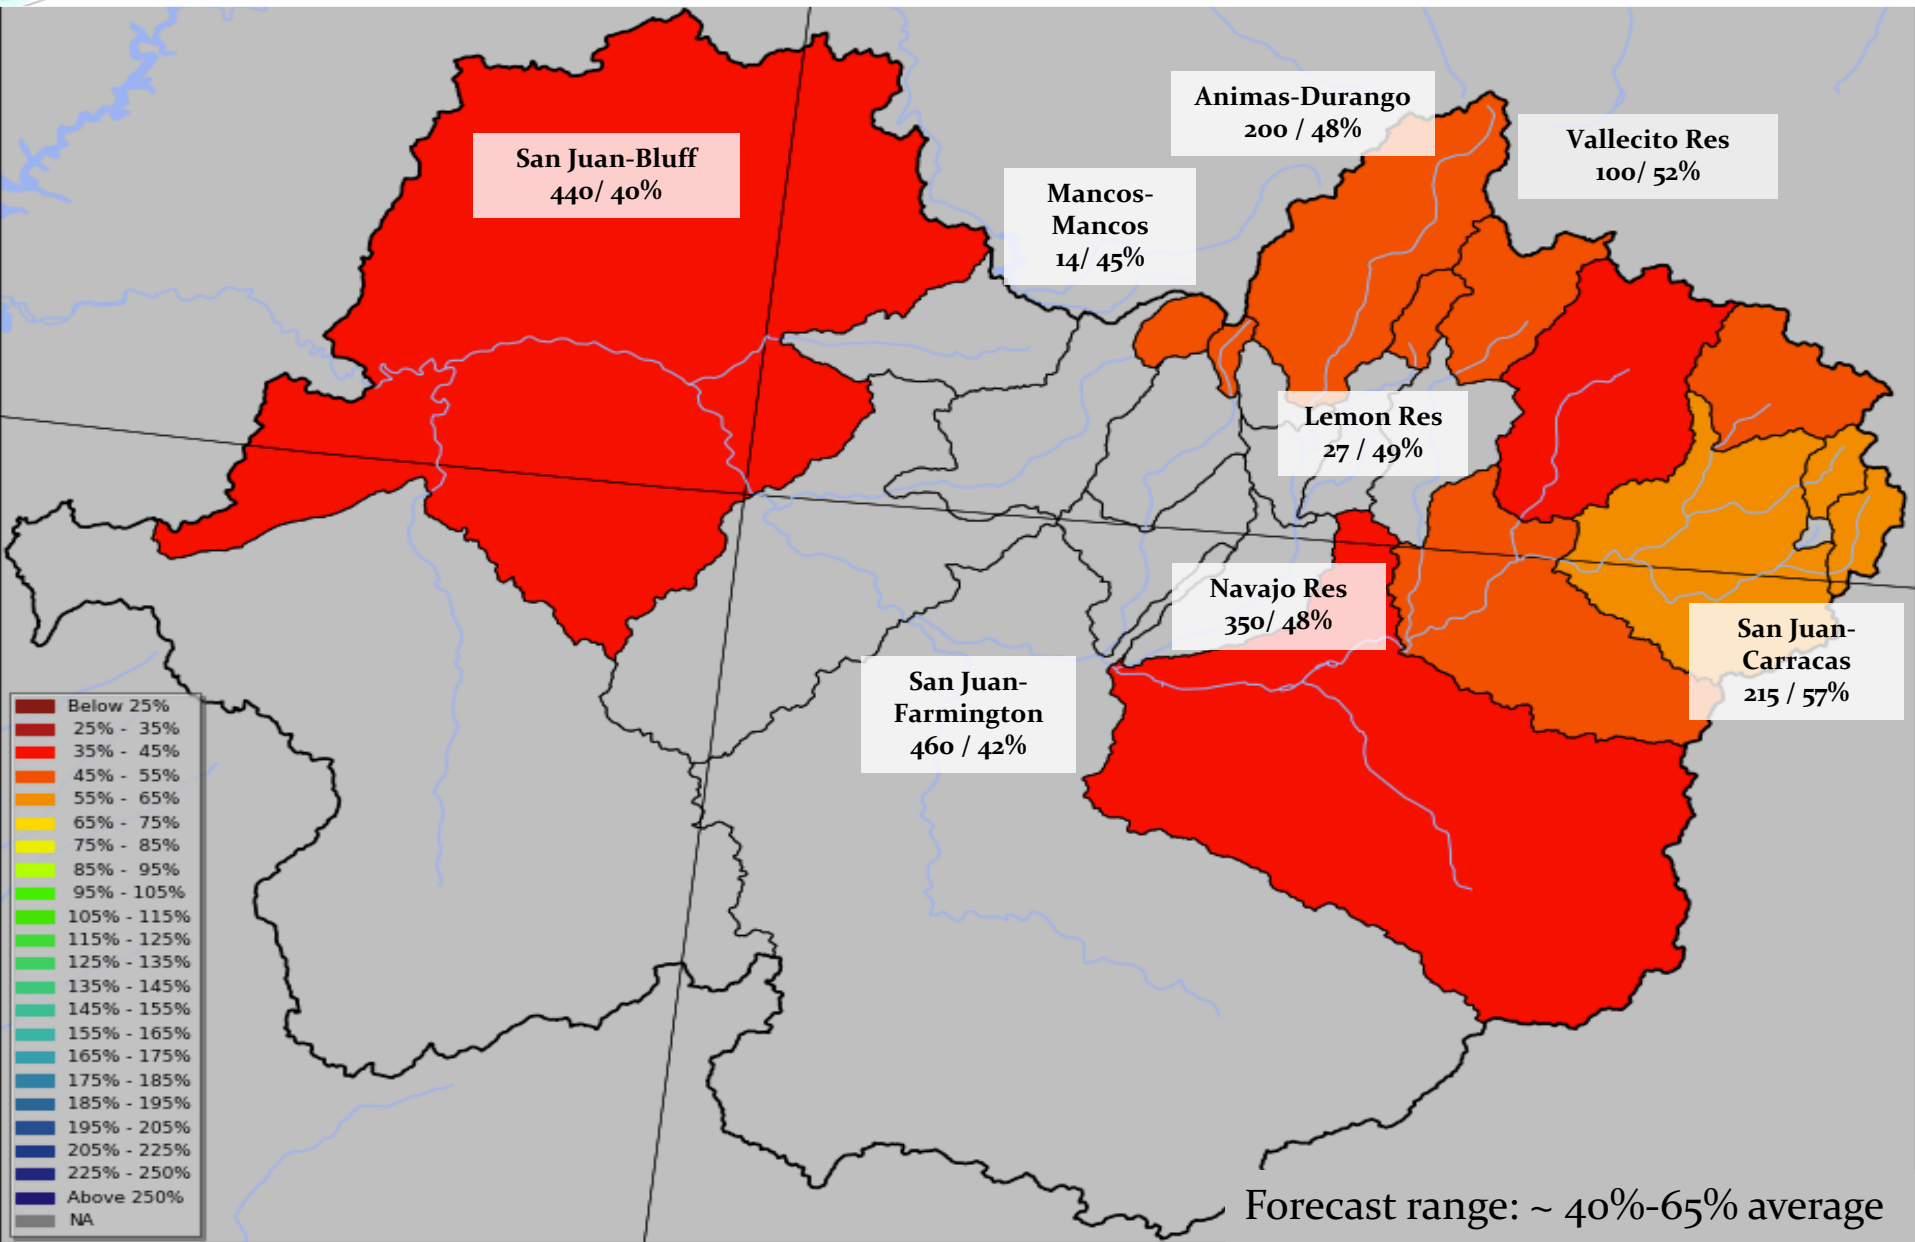 Animas-Durango
200 / 48%
Vallecito Res
100/ 52%
San Juan-Bluff
440/ 40%
Mancos-
Mancos
14/ 45%
Lemon Res
27 / 49%
Navajo Res
350/ 48%
San Juan-
Carracas
215 / 57%
San Juan-
Farmington
460 / 42%
Below 25%
25% - 35%
35% - 45%
45% - 55%
55% - 65%
65% - 75%
75% - 85%
85% - 95%
95% - 105%
105% - 115%
115% - 125%
125% - 135%
135% - 145%
145% - 155%
155% - 165%
165% - 175%
175% - 185%
185% - 195%
195% - 205%
205% - 225%
225% - 250%
Above 250%
NA
Forecast range: ~ 40%-65% average